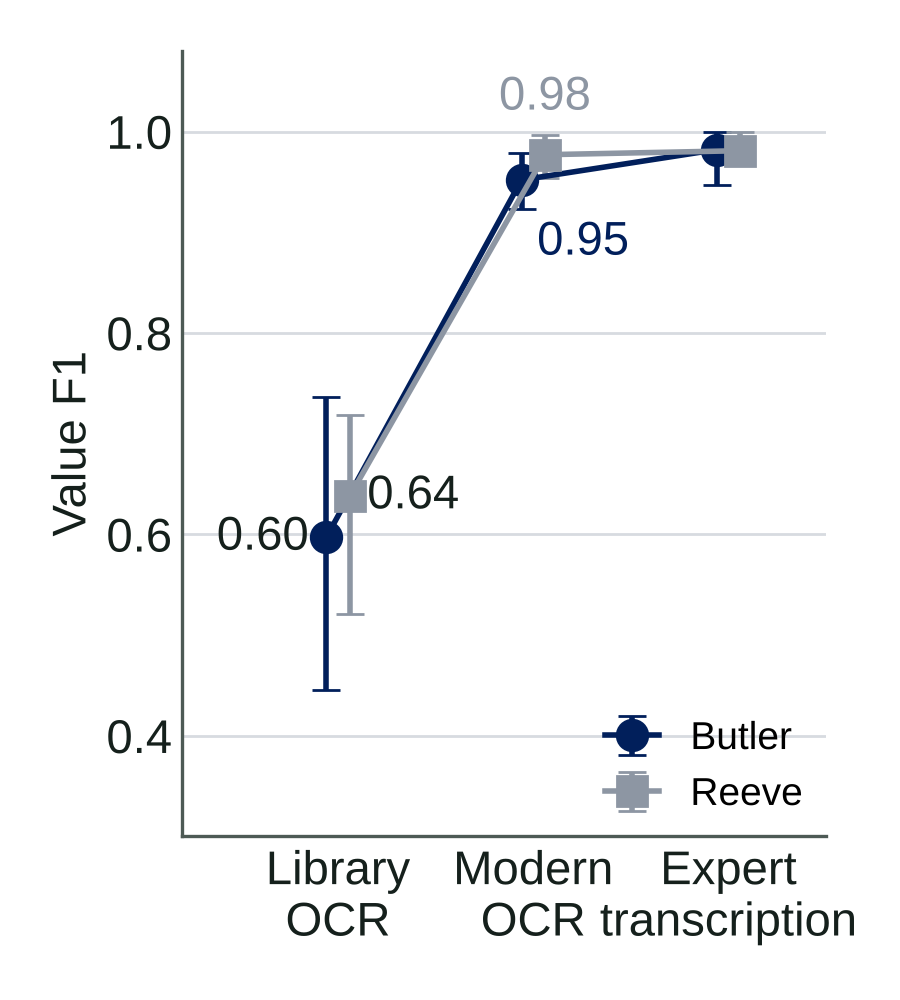 0.98
1.0
0.95
0.8
Value F1
0.64
0.60
0.6
0.4
Butler
Reeve
Library OCR
Modern OCR
Expert transcription